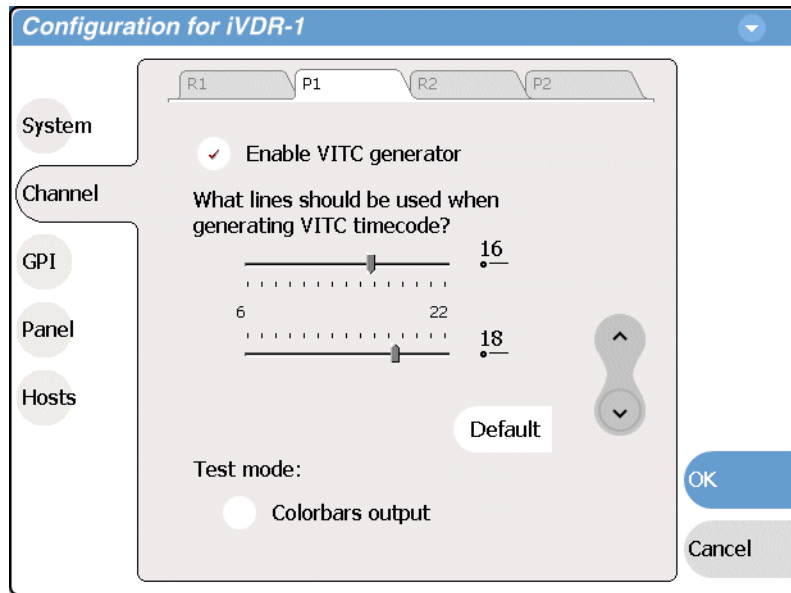 Configuration for iVDR-1
R1
P1
R2
P2
System
Channel
GPI
Panel
Hosts
Enable VITC generator
What lines should be used when
generating VITC timecode?
16
6
22
18
Default
Test mode:
Colorbars output
OK
Cancel